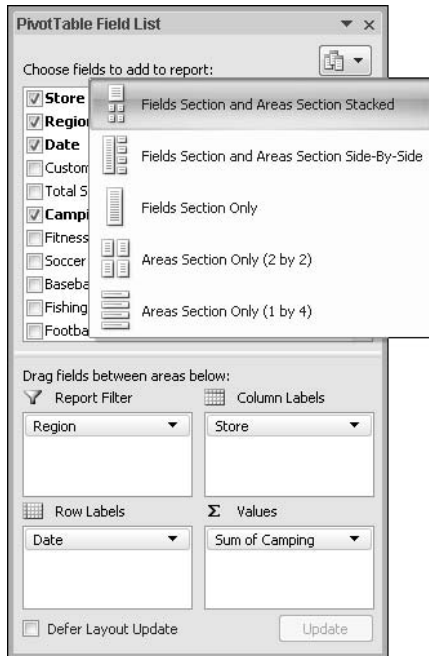 PivotTable Field List
Choose fields to add to report:
Store
Region
Date
Custom
Total S
Campi
Fitness
Soccer
Baseba
Fishing
Footba
Fields Section and Areas Section Stacked
Fields Section and Areas Section Side-By-Side
Fields Section Only
Areas Section Only (2 by 2)
Areas Section Only (1 by 4)
Drag fields between areas below:
Report Filter
Column Labels
Region
Store
Row Labels
Σ Values
Date
Sum of Camping
Defer Layout Update
Update